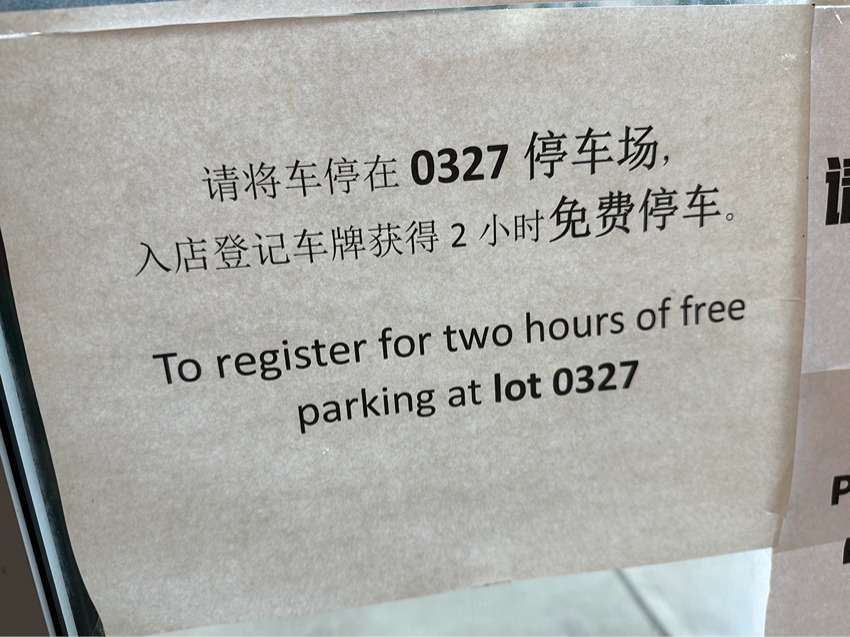 请将车停在 0327 停车场,
入店登记车牌获得 2 小时免费停车。
To register for two hours of free
parking at lot 0327